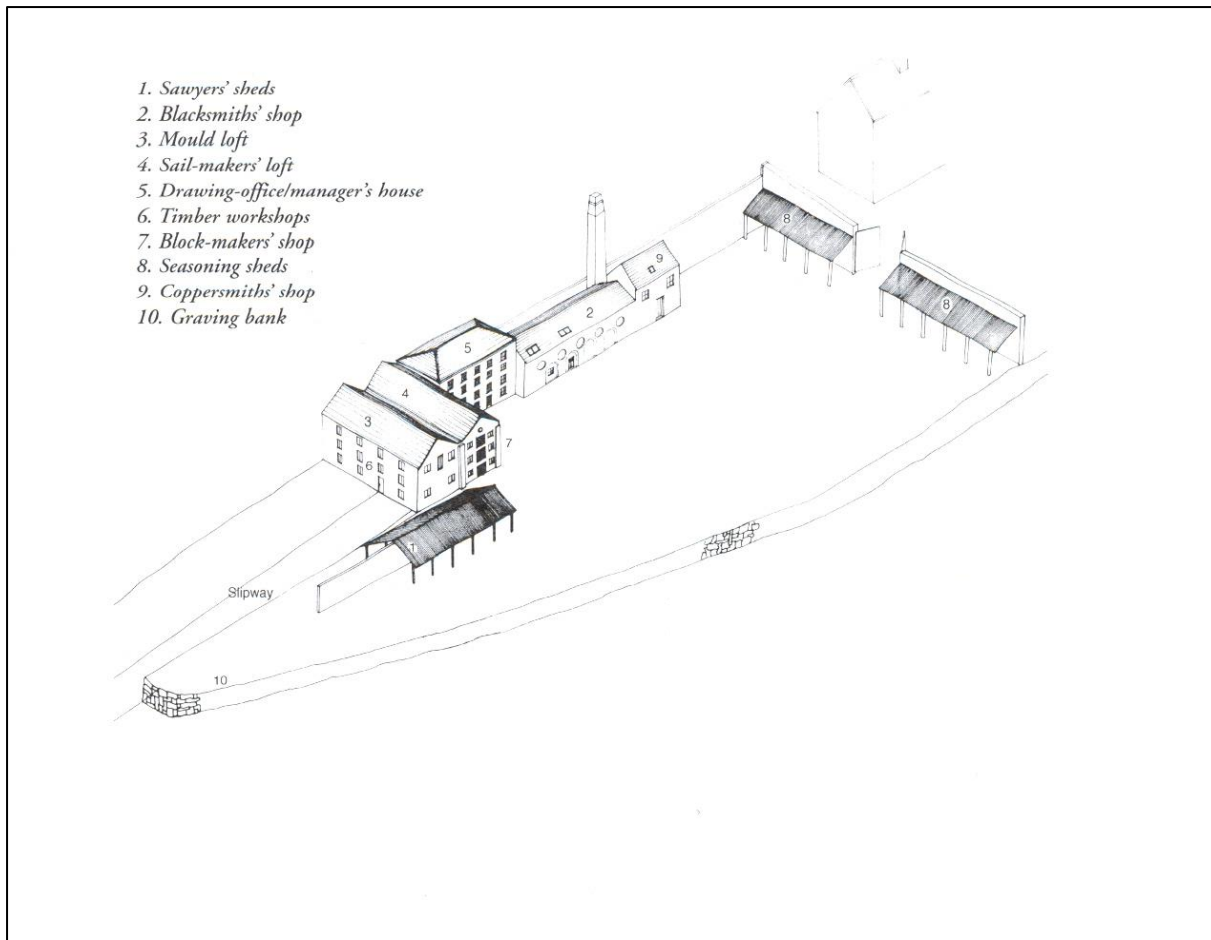 1. Sawyers' sheds
2. Blacksmiths' shop
3. Mould loft
4. Sail-makers' loft
5. Drawing-office/manager's house
6. Timber workshops
7. Block-makers' shop
8. Seasoning sheds
9. Coppersmiths' shop
10. Graving bank
8
9
8
2
5
4
3
7
6
1
Slipway
10